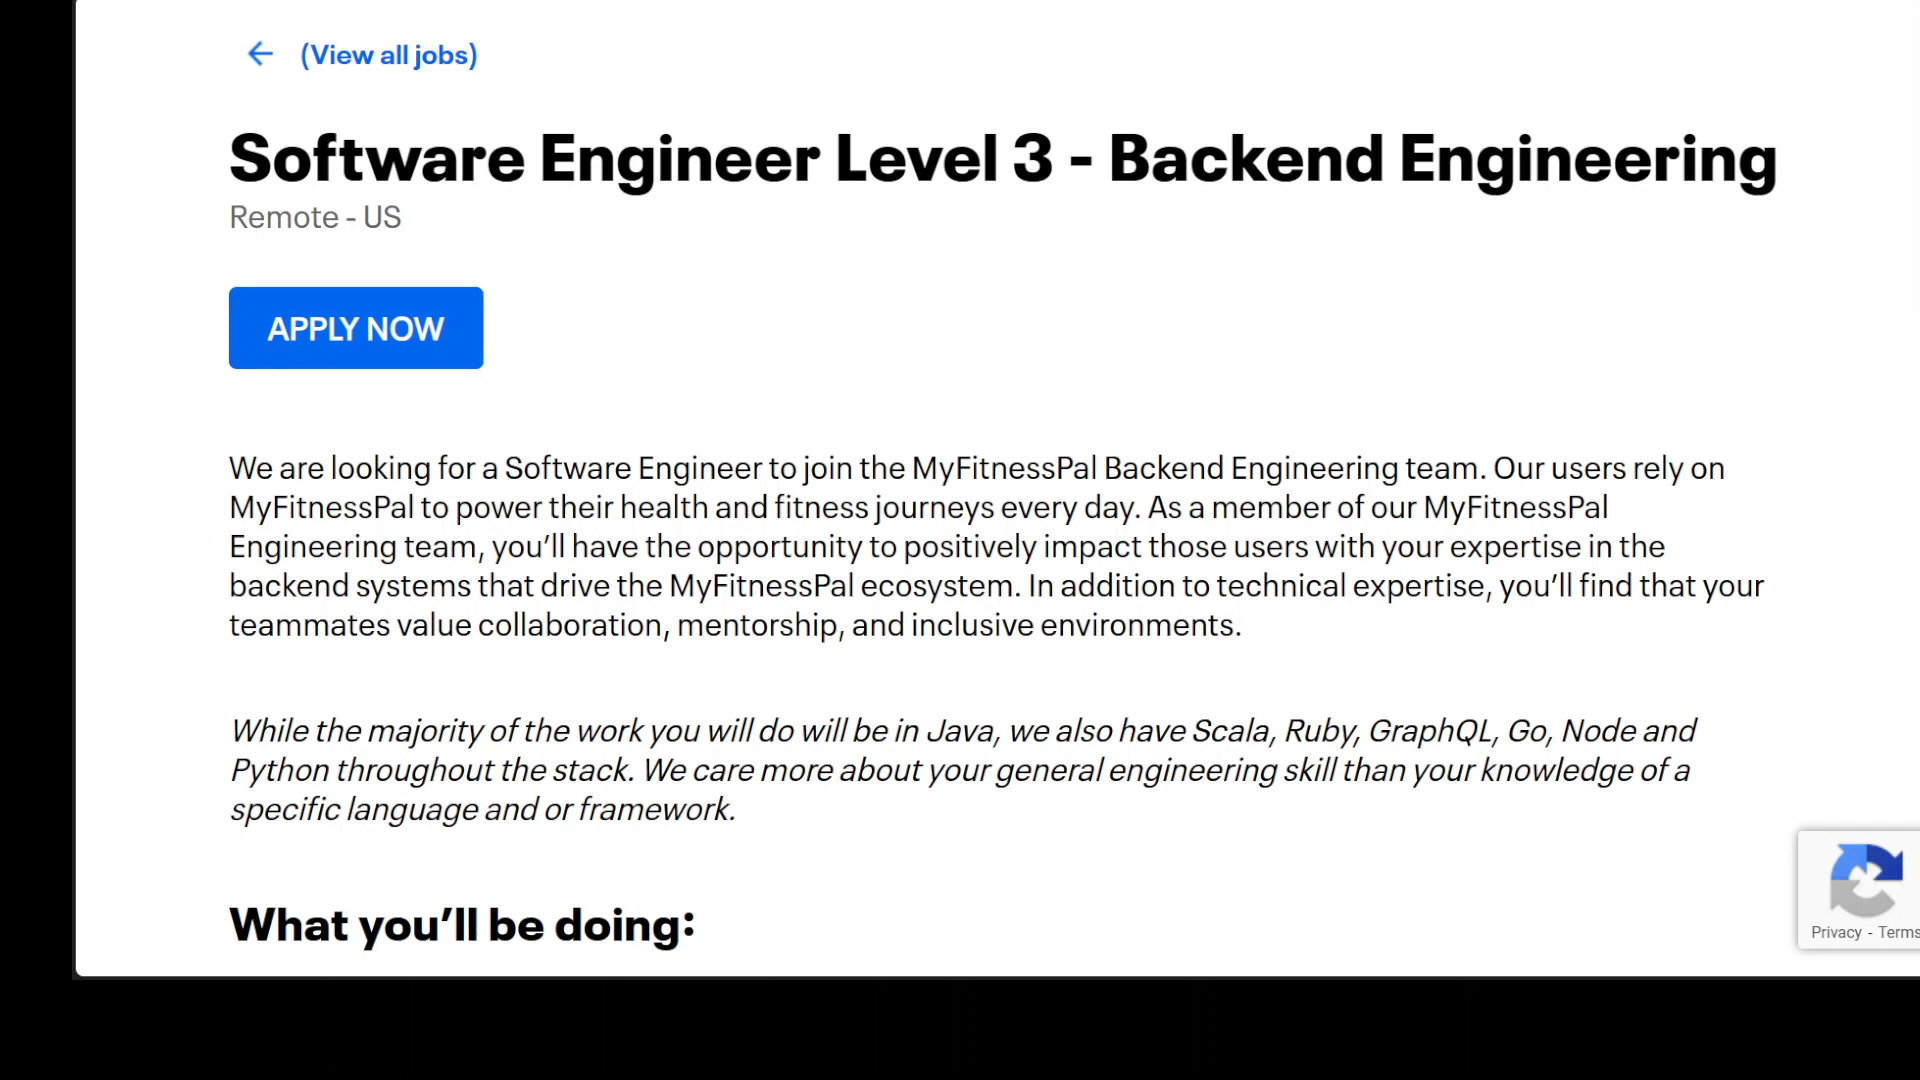 (View all jobs)
Software Engineer Level 3 - Backend Engineering
Remote - US
APPLY NOW
We are looking for a Software Engineer to join the MyFitnessPal Backend Engineering team. Our users rely on
MyFitnessPal to power their health and fitness journeys every day. As a member of our MyFitnessPal
Engineering team, you’ll have the opportunity to positively impact those users with your expertise in the
backend systems that drive the MyFitnessPal ecosystem. In addition to technical expertise, you’ll find that your
teammates value collaboration, mentorship, and inclusive environments.
While the majority of the work you will do will be in Java, we also have Scala, Ruby, GraphQL, Go, Node and
Python throughout the stack. We care more about your general engineering skill than your knowledge of a
specific language and or framework.
What you’ll be doing:
Privacy - Terms